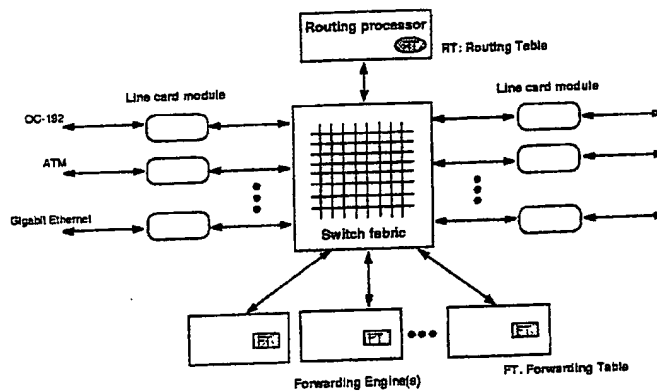 Routing processor
RT
RT: Routing Table
Line card module
Line card module
OC-192
ATM
Gigabit Ethernet
Switch fabric
FT.
FT
FT.
FT. Forwarding Table
Forwarding Engine(s)